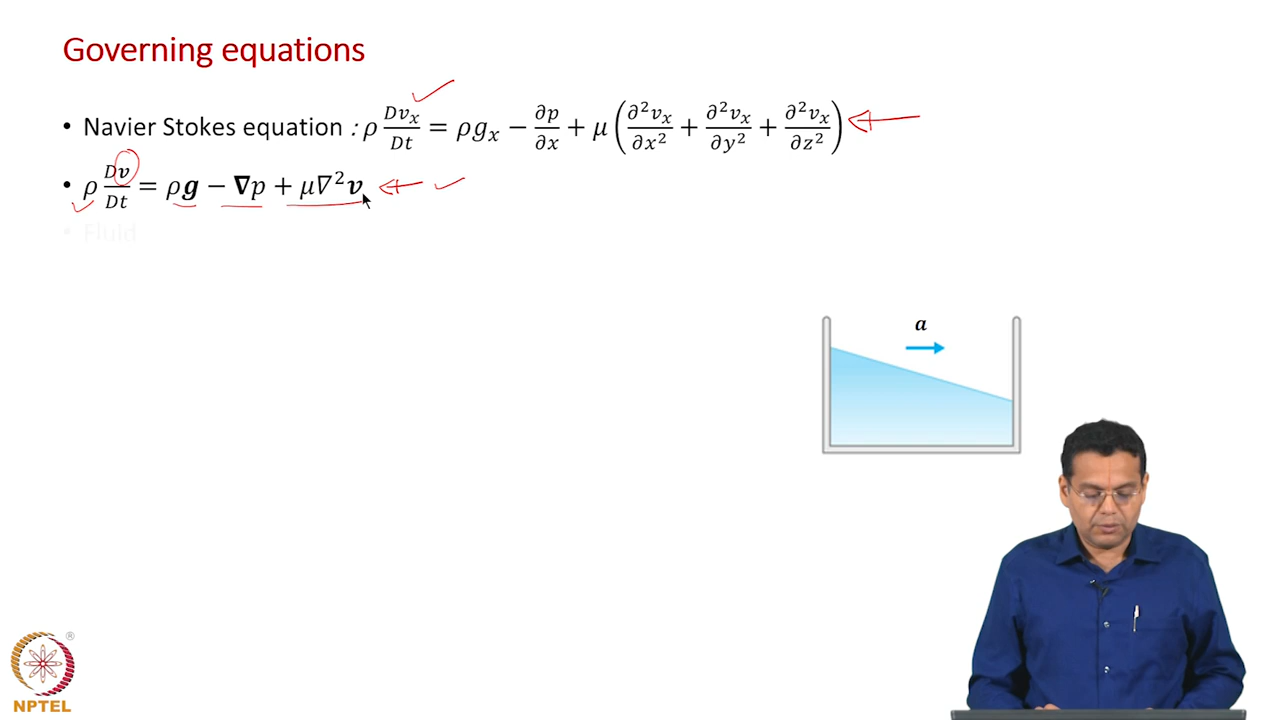 Governing equations
• Navier Stokes equation : ρ Dvₓ/Dt = ρgₓ − ∂p/∂x + μ(∂²vₓ/∂x² + ∂²vₓ/∂y² + ∂²vₓ/∂z²)
• ρ Dv/Dt = ρg − ∇p + μ∇²v
• Fluid
a
®
NPTEL